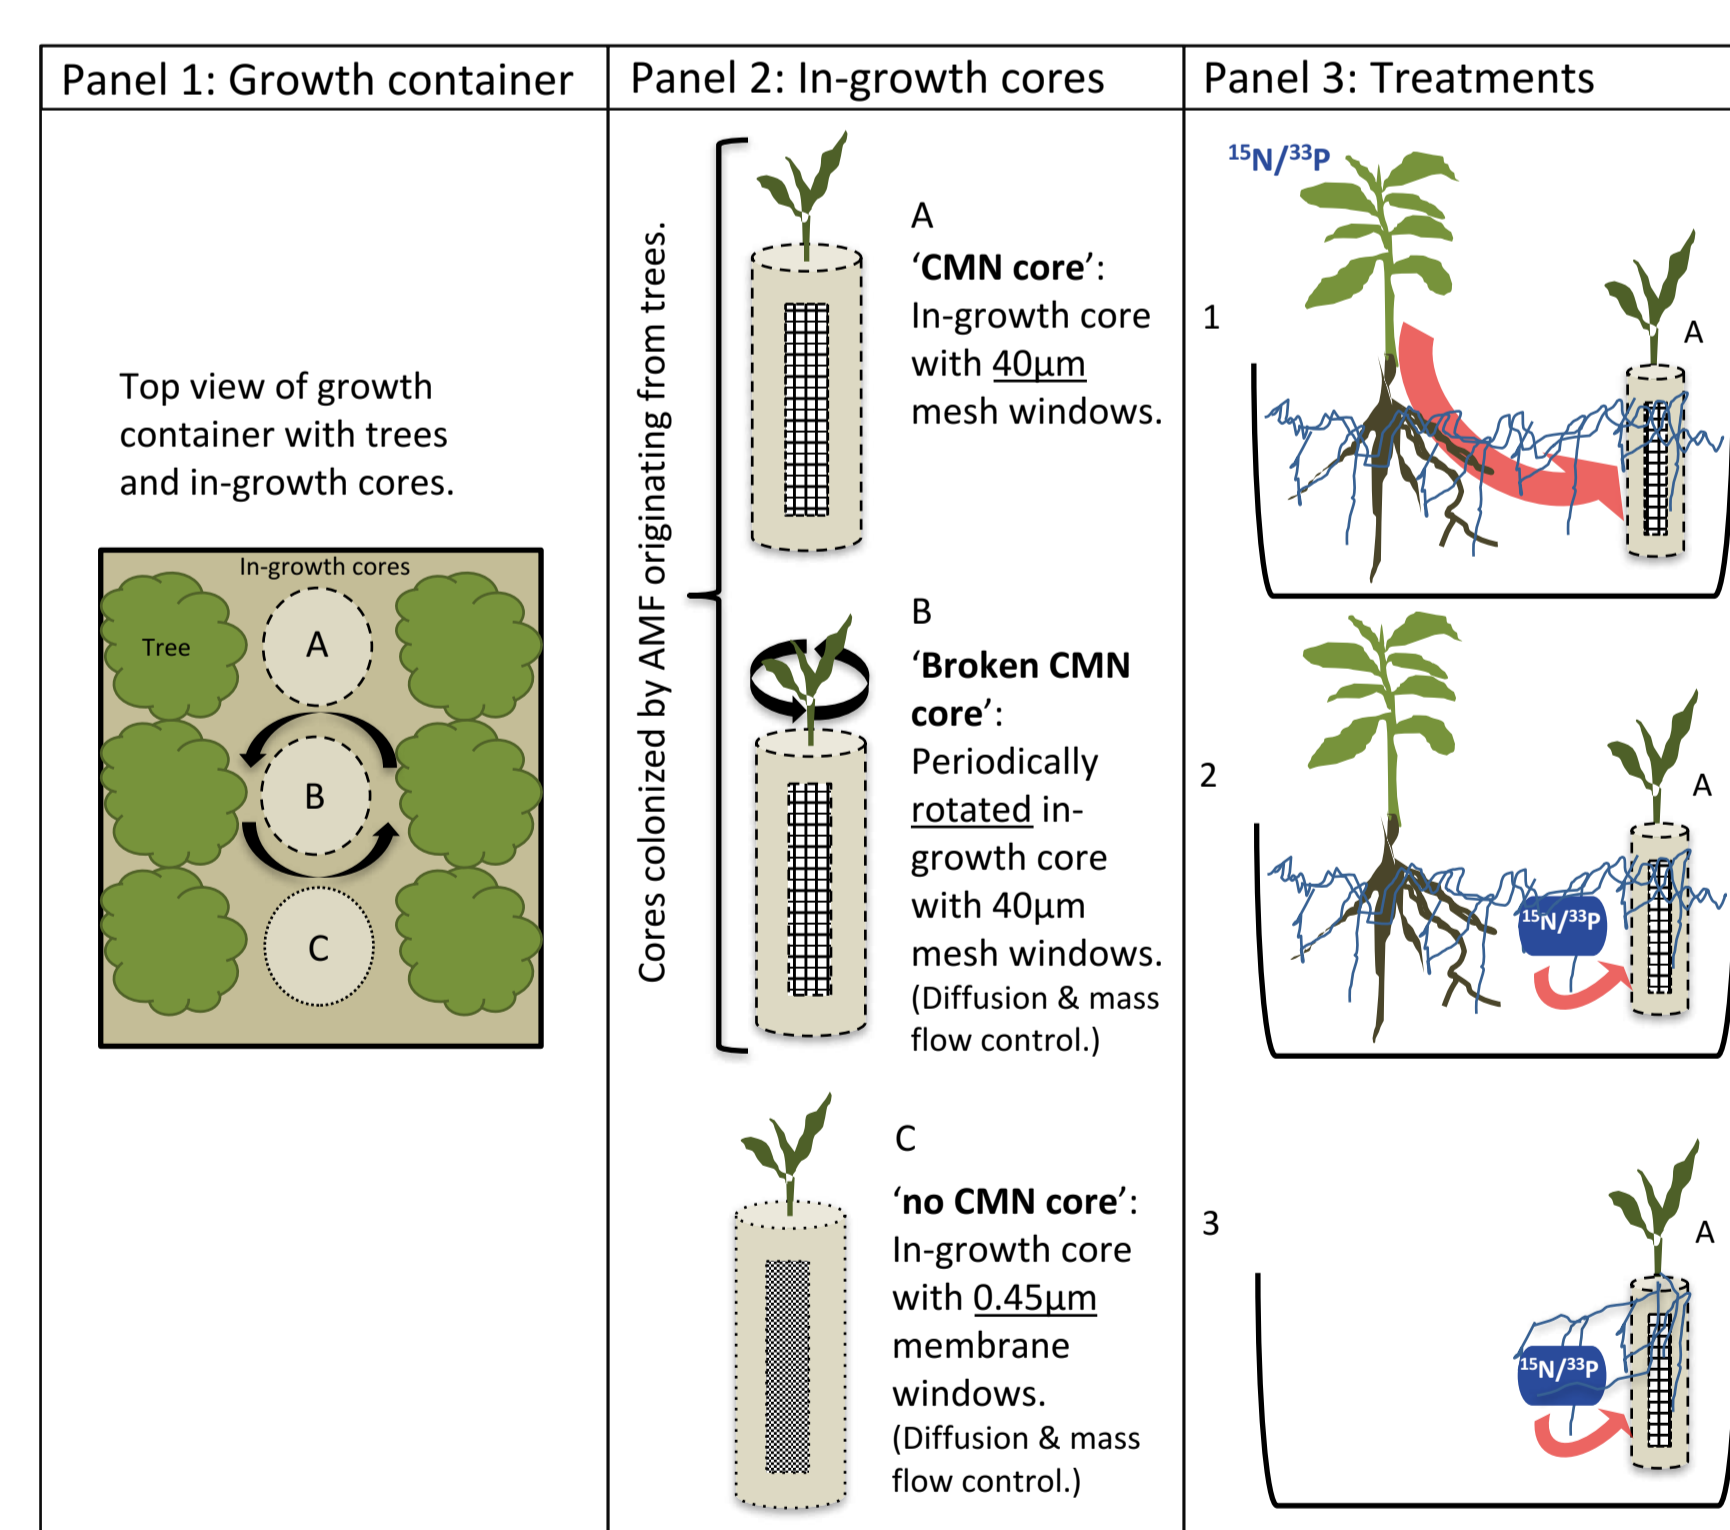 Panel 1: Growth container
Top view of growth
container with trees
and in-growth cores.
In-growth cores
Tree
A
B
C
Panel 2: In-growth cores
Cores colonized by AMF originating from trees.
A
‘CMN core’:
In-growth core
with 40µm
mesh windows.
B
‘Broken CMN
core’:
Periodically
rotated in-
growth core
with 40µm
mesh windows.
(Diffusion & mass
flow control.)
C
‘no CMN core’:
In-growth core
with 0.45µm
membrane
windows.
(Diffusion & mass
flow control.)
Panel 3: Treatments
¹⁵N/³³P
1
A
2
A
¹⁵N/³³P
3
A
¹⁵N/³³P